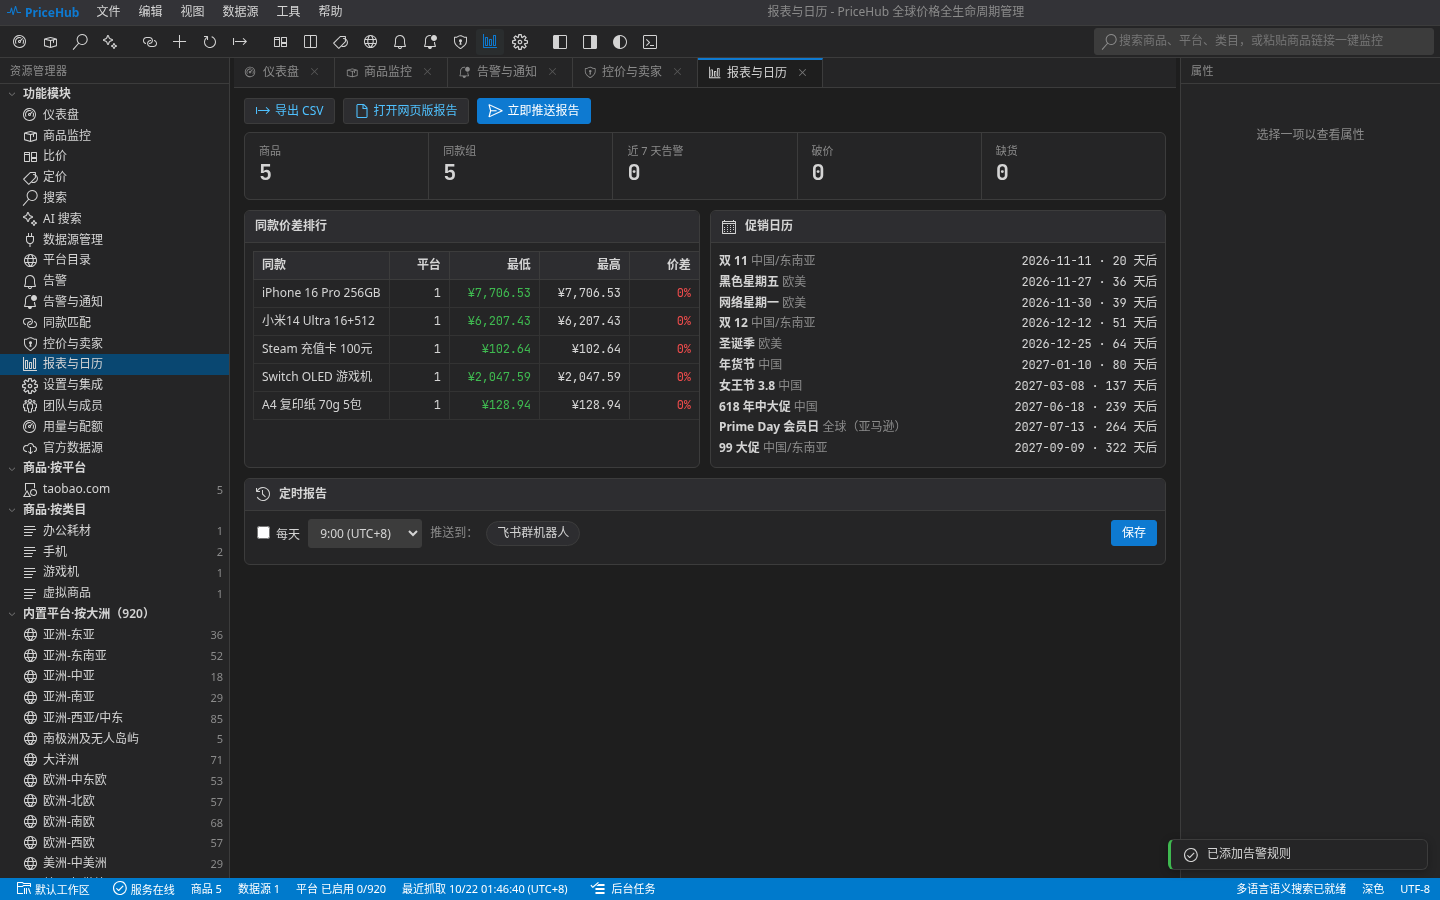 PriceHub 文件 编辑 视图 数据源 工具 帮助 报表与日历 - PriceHub 全球价格全生命周期管理
搜索商品、平台、类目，或粘贴商品链接一键监控
资源管理器
功能模块
仪表盘
商品监控
比价
定价
搜索
AI 搜索
数据源管理
平台目录
告警
告警与通知
同款匹配
控价与卖家
报表与日历
设置与集成
团队与成员
用量与配额
官方数据源
商品·按平台
taobao.com 5
商品·按类目
办公耗材 1
手机 2
游戏机 1
虚拟商品 1
内置平台·按大洲（920）
亚洲-东亚 36
亚洲-东南亚 52
亚洲-中亚 18
亚洲-南亚 29
亚洲-西亚/中东 85
南极洲及无人岛屿 5
大洋洲 71
欧洲-中东欧 53
欧洲-北欧 57
欧洲-南欧 68
欧洲-西欧 57
美洲-中美洲 29
仪表盘 商品监控 告警与通知 控价与卖家 报表与日历
导出 CSV 打开网页版报告 立即推送报告
商品 同款组 近 7 天告警 破价 缺货
5 5 0 0 0
同款价差排行
同款 平台 最低 最高 价差
iPhone 16 Pro 256GB 1 ¥7,706.53 ¥7,706.53 0%
小米14 Ultra 16+512 1 ¥6,207.43 ¥6,207.43 0%
Steam 充值卡 100元 1 ¥102.64 ¥102.64 0%
Switch OLED 游戏机 1 ¥2,047.59 ¥2,047.59 0%
A4 复印纸 70g 5包 1 ¥128.94 ¥128.94 0%
促销日历
双 11 中国/东南亚 2026-11-11 · 20 天后
黑色星期五 欧美 2026-11-27 · 36 天后
网络星期一 欧美 2026-11-30 · 39 天后
双 12 中国/东南亚 2026-12-12 · 51 天后
圣诞季 欧美 2026-12-25 · 64 天后
年货节 中国 2027-01-10 · 80 天后
女王节 3.8 中国 2027-03-08 · 137 天后
618 年中大促 中国 2027-06-18 · 239 天后
Prime Day 会员日 全球（亚马逊） 2027-07-13 · 264 天后
99 大促 中国/东南亚 2027-09-09 · 322 天后
定时报告
每天 9:00 (UTC+8) 推送到： 飞书群机器人 保存
属性
选择一项以查看属性
已添加告警规则
默认工作区 服务在线 商品 5 数据源 1 平台 已启用 0/920 最近抓取 10/22 01:46:40 (UTC+8) 后台任务 多语言语义搜索已就绪 深色 UTF-8